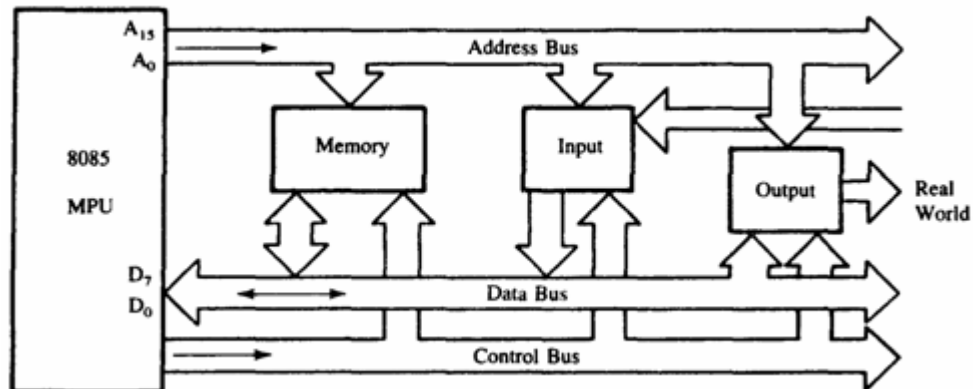 A15
A0
Address Bus
8085
MPU
Memory
Input
Output
Real
World
D7
D0
Data Bus
Control Bus